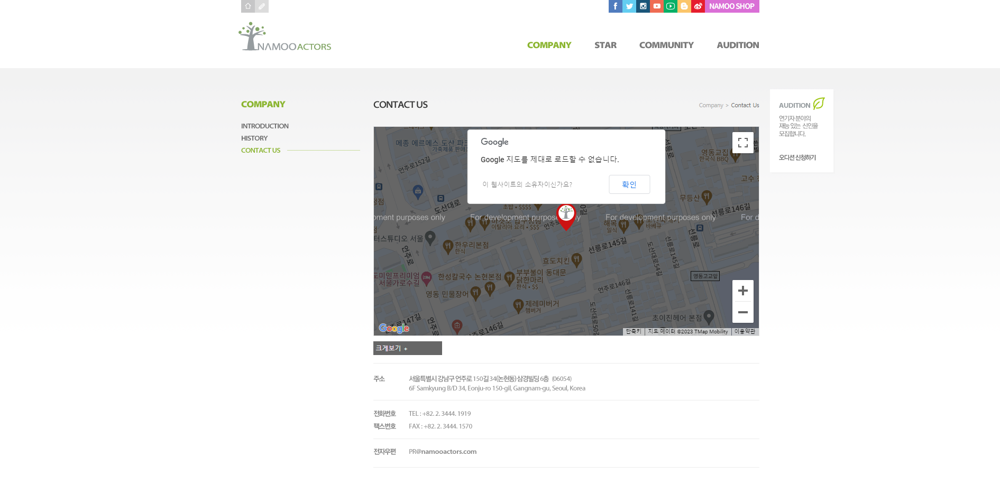 NAMOO SHOP
NAMOOACTORS
COMPANY
STAR
COMMUNITY
AUDITION
COMPANY
INTRODUCTION
HISTORY
CONTACT US
CONTACT US
Company > Contact Us
AUDITION
연기자 분야의
재능 있는 신인을
모집합니다.
오디션 신청하기
메종 에르메스 도산 파크
언주로152길
도산대로
Google
Google 지도를 제대로 로드할 수 없습니다.
이 웹사이트의 소유자이신가요?
확인
영동교집
한국식 BBQ
고수
무등산
선릉로146길
선릉로
초밥 • $$$$
pment purposes only
For development purpose
ly
For development purposes only
For d
이탈리아 요리 • $$$
해목
일식
바베큐
터스튜디오 서울
한우리본점
한식
언주로
선릉로145길
도산대로54길
선릉로145길
선릉로
효도치킨
도미인프리미엄
서울가로수길
한성칼국수 논현본점
부부불이 동대문
닭한마리
한식 • $$
영동고교앞
영동 민물장어
언주로146길
제레미버거
햄버거
도산대로50길
선릉로141길
초이진헤어 본점
언주로147길
언주로
언주로146길
Google
단축키
지도 데이터 ©2023 TMap Mobility
이용약관
크게보기 +
주소
서울특별시 강남구 언주로 150길 34(논현동) 삼경빌딩 6층 (06054)
6F Samkyung B/D 34, Eonju-ro 150-gil, Gangnam-gu, Seoul, Korea
전화번호
TEL : +82. 2. 3444. 1919
팩스번호
FAX : +82. 2. 3444. 1570
전자우편
PR@namooactors.com